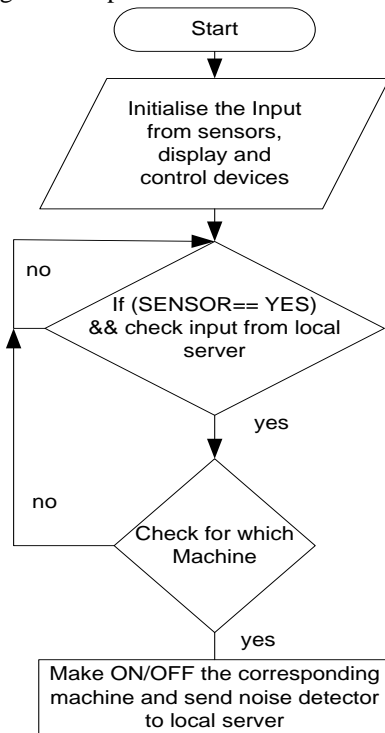 Start
Initialise the Input
from sensors,
display and
control devices
no
If (SENSOR== YES)
&& check input from local
server
yes
no
Check for which
Machine
yes
Make ON/OFF the corresponding
machine and send noise detector
to local server